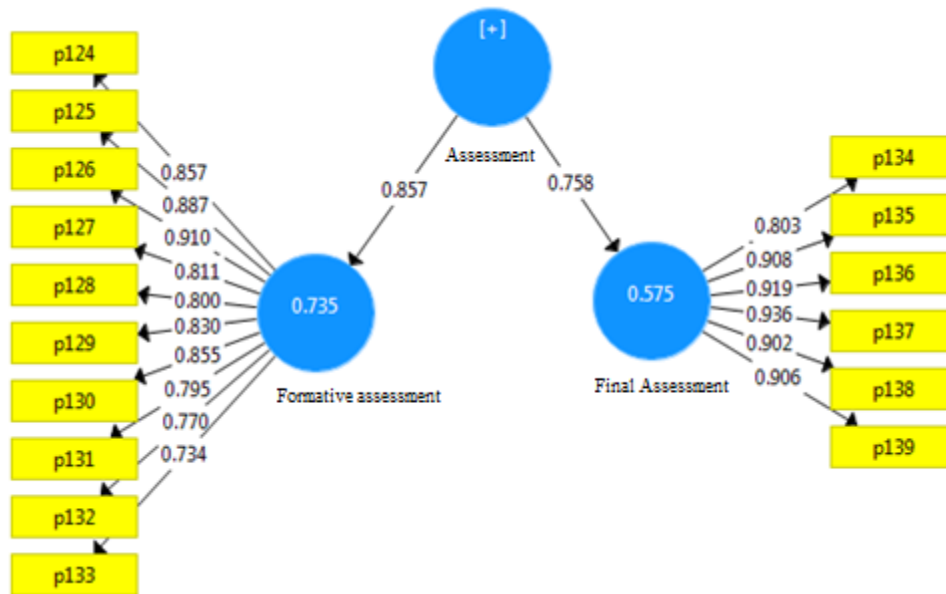 [+]
Assessment
0.857
0.758
p124
p125
p126
p127
p128
p129
p130
p131
p132
p133
0.857
0.887
0.910
0.811
0.800
0.830
0.855
0.795
0.770
0.734
0.735
Formative assessment
0.575
Final Assessment
0.803
0.908
0.919
0.936
0.902
0.906
p134
p135
p136
p137
p138
p139